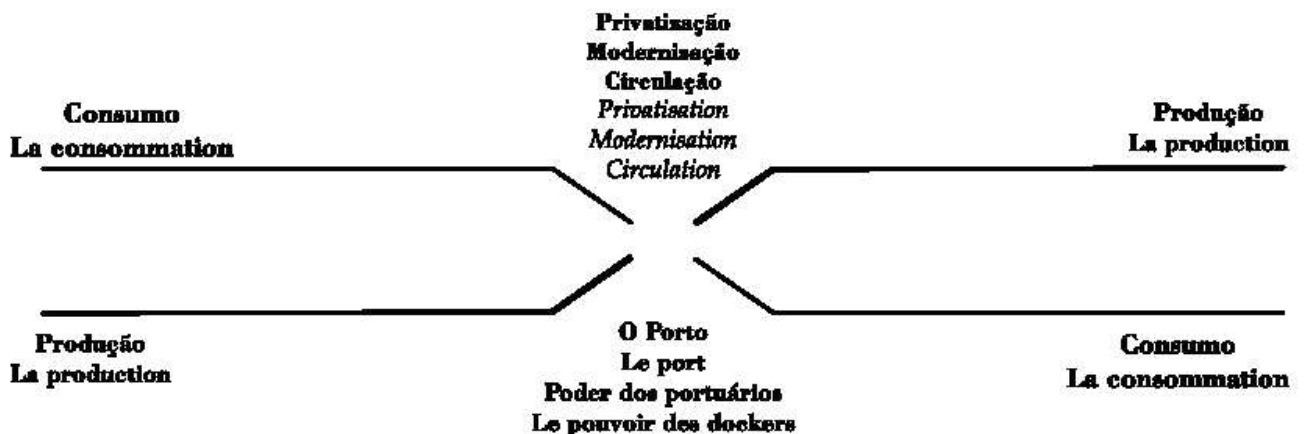 Privatização
Modernização
Circulação
Privatisation
Modernisation
Circulation
Consumo
La consommation
Produção
La production
Produção
La production
O Porto
Le port
Poder dos portuários
Le pouvoir des dockers
Consumo
La consommation